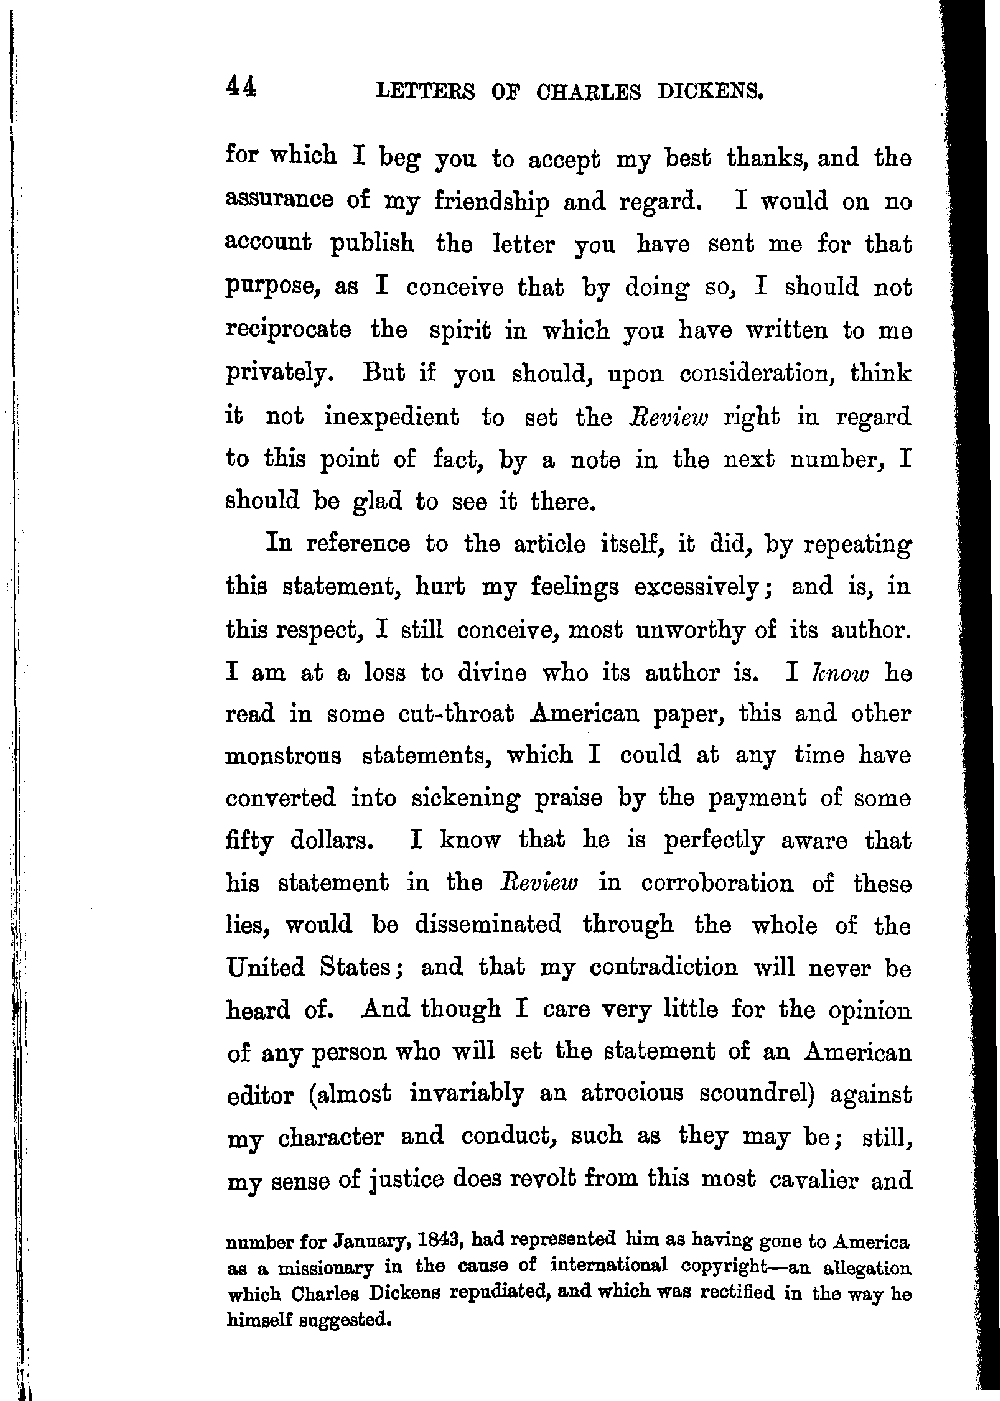 44 LETTERS OF CHARLES DICKENS.
for which I beg you to accept my best thanks, and the
assurance of my friendship and regard. I would on no
account publish the letter you have sent me for that
purpose, as I conceive that by doing so, I should not
reciprocate the spirit in which you have written to me
privately. But if you should, upon consideration, think
it not inexpedient to set the Review right in regard
to this point of fact, by a note in the next number, I
should be glad to see it there.
In reference to the article itself, it did, by repeating
this statement, hurt my feelings excessively; and is, in
this respect, I still conceive, most unworthy of its author.
I am at a loss to divine who its author is. I know he
read in some cut-throat American paper, this and other
monstrous statements, which I could at any time have
converted into sickening praise by the payment of some
fifty dollars. I know that he is perfectly aware that
his statement in the Review in corroboration of these
lies, would be disseminated through the whole of the
United States; and that my contradiction will never be
heard of. And though I care very little for the opinion
of any person who will set the statement of an American
editor (almost invariably an atrocious scoundrel) against
my character and conduct, such as they may be; still,
my sense of justice does revolt from this most cavalier and
number for January, 1843, had represented him as having gone to America
as a missionary in the cause of international copyright—an allegation
which Charles Dickens repudiated, and which was rectified in the way he
himself suggested.